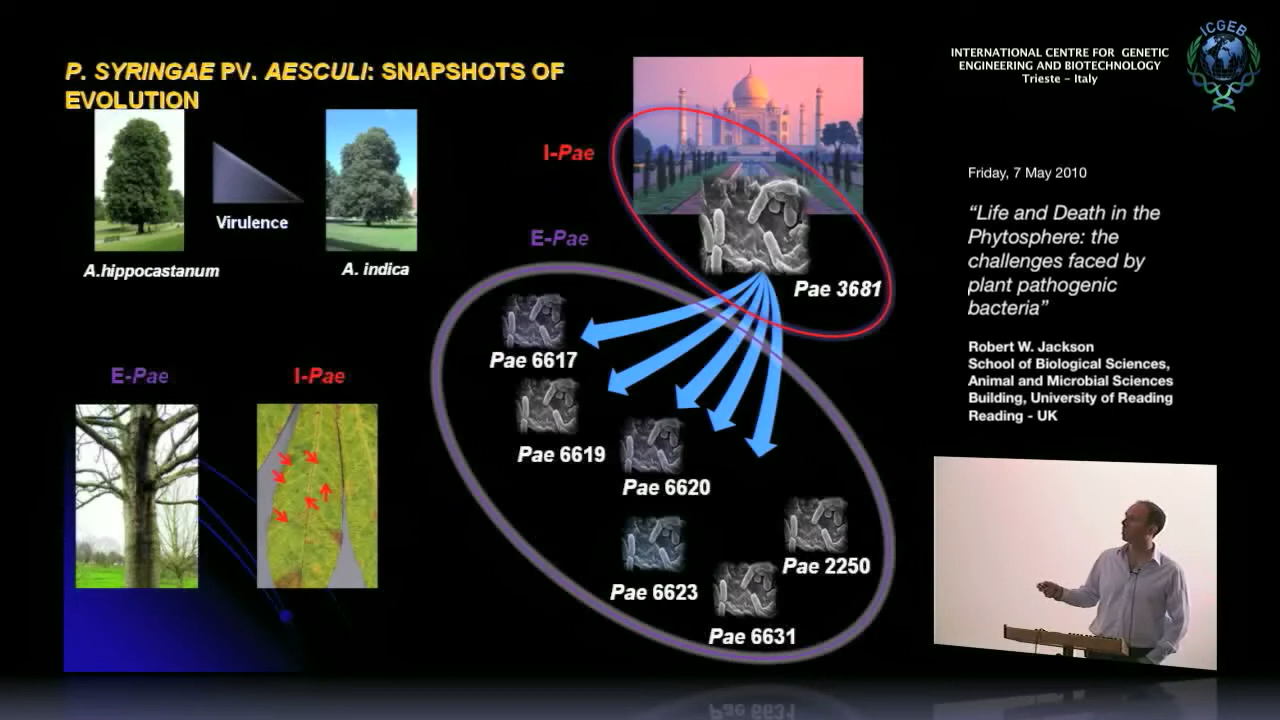 P. SYRINGAE PV. AESCULI: SNAPSHOTS OF
EVOLUTION
Virulence
A.hippocastanum
A. indica
I-Pae
E-Pae
Pae 3681
Pae 6617
Pae 6619
Pae 6620
Pae 6623
Pae 2250
Pae 6631
E-Pae
I-Pae
INTERNATIONAL CENTRE FOR GENETIC
ENGINEERING AND BIOTECHNOLOGY
Trieste – Italy
ICGEB
Friday, 7 May 2010
“Life and Death in the
Phytosphere: the
challenges faced by
plant pathogenic
bacteria”
Robert W. Jackson
School of Biological Sciences,
Animal and Microbial Sciences
Building, University of Reading
Reading - UK